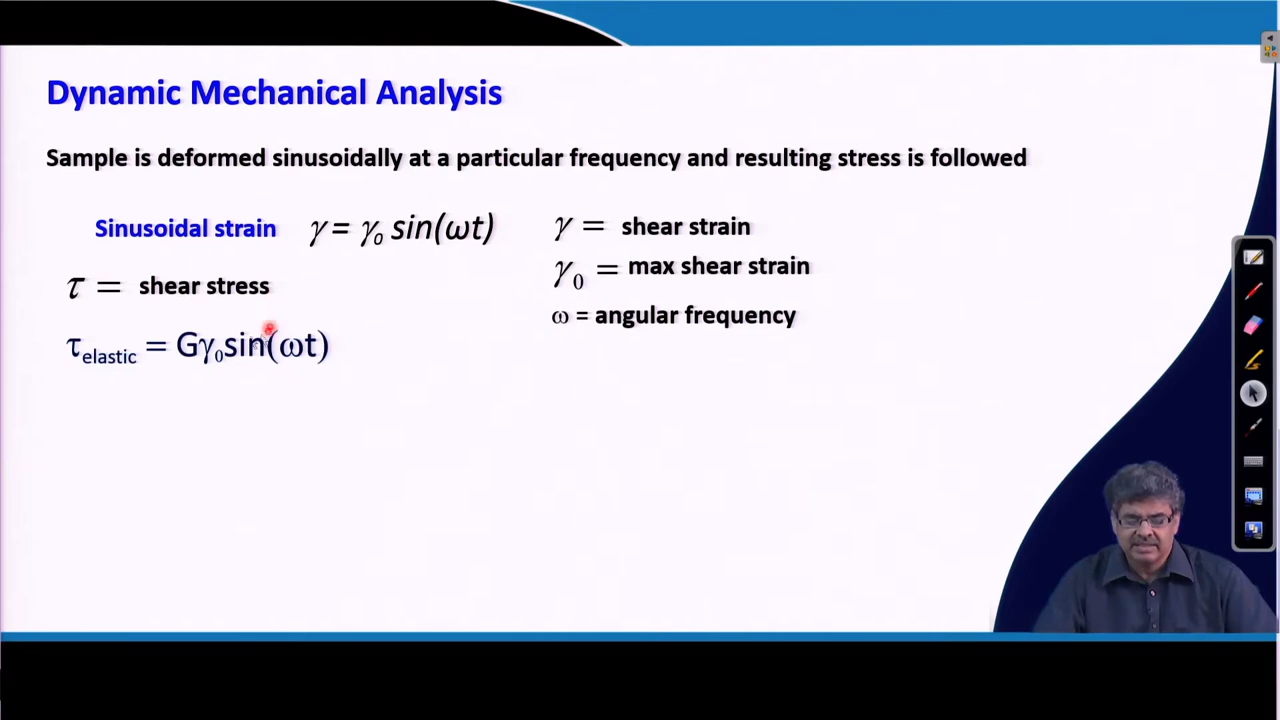 Dynamic Mechanical Analysis
Sample is deformed sinusoidally at a particular frequency and resulting stress is followed
Sinusoidal strain γ = γ₀ sin(ωt)
γ = shear strain
τ = shear stress
γ₀ = max shear strain
ω = angular frequency
τelastic = Gγ₀sin(ωt)